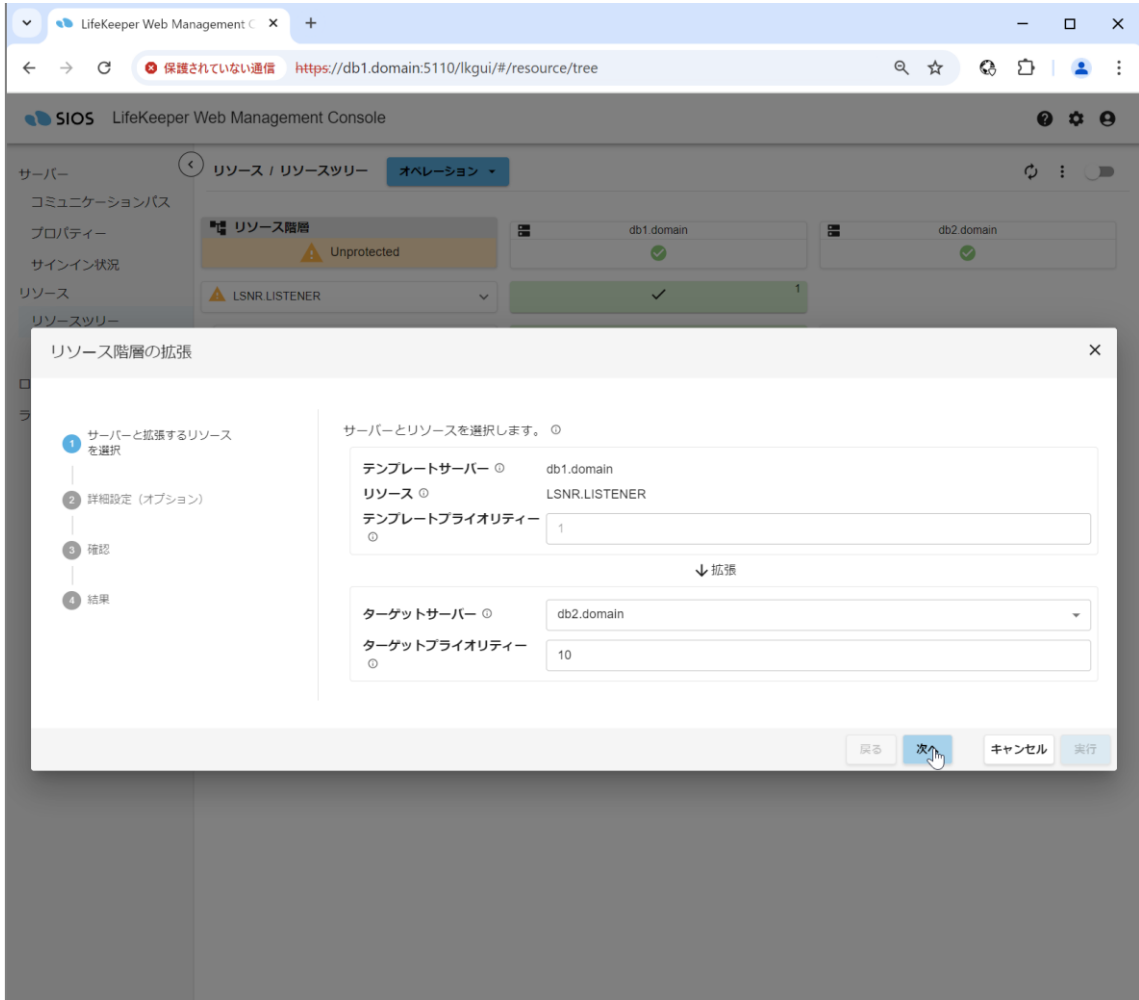 LifeKeeper Web Management C
保護されていない通信 https://db1.domain:5110/lkgui/#/resource/tree
SIOS LifeKeeper Web Management Console
サーバー
コミュニケーションパス
プロパティー
サインイン状況
リソース
リソースツリー
リソース / リソースツリー オペレーション
リソース階層
Unprotected
db1.domain
db2.domain
LSNR.LISTENER
1
リソース階層の拡張
1 サーバーと拡張するリソース
を選択
2 詳細設定（オプション）
3 確認
4 結果
サーバーとリソースを選択します。
テンプレートサーバー db1.domain
リソース LSNR.LISTENER
テンプレートプライオリティー 1
拡張
ターゲットサーバー db2.domain
ターゲットプライオリティー 10
戻る 次へ キャンセル 実行